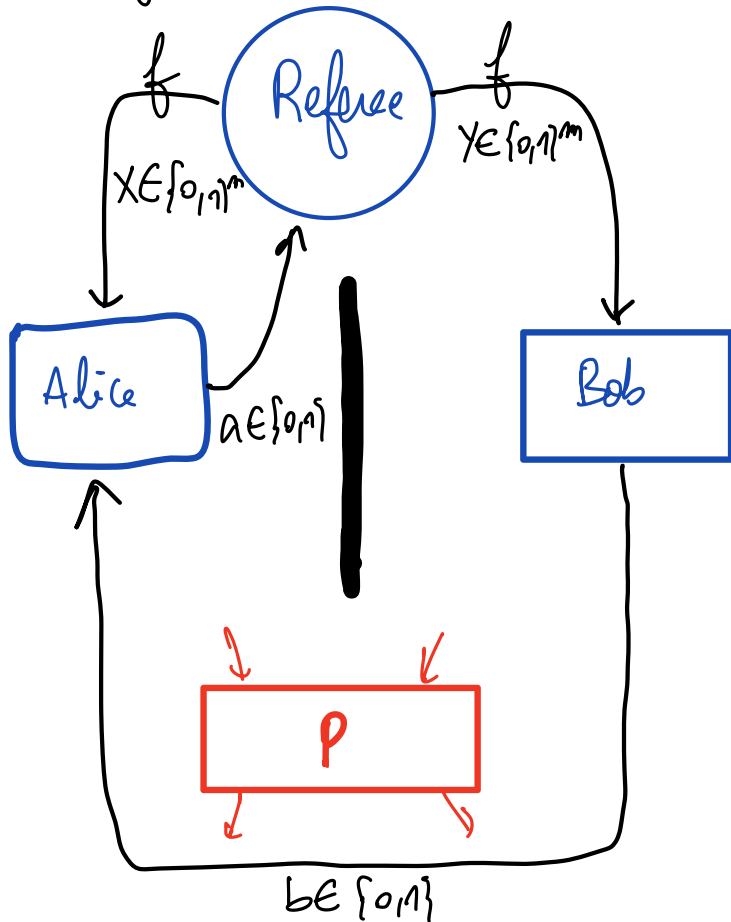 f
Referee
f
X∈{0,1}ⁿ
Y∈{0,1}ᵐ
Alice
a∈{0,1}
Bob
P
b∈{0,1}